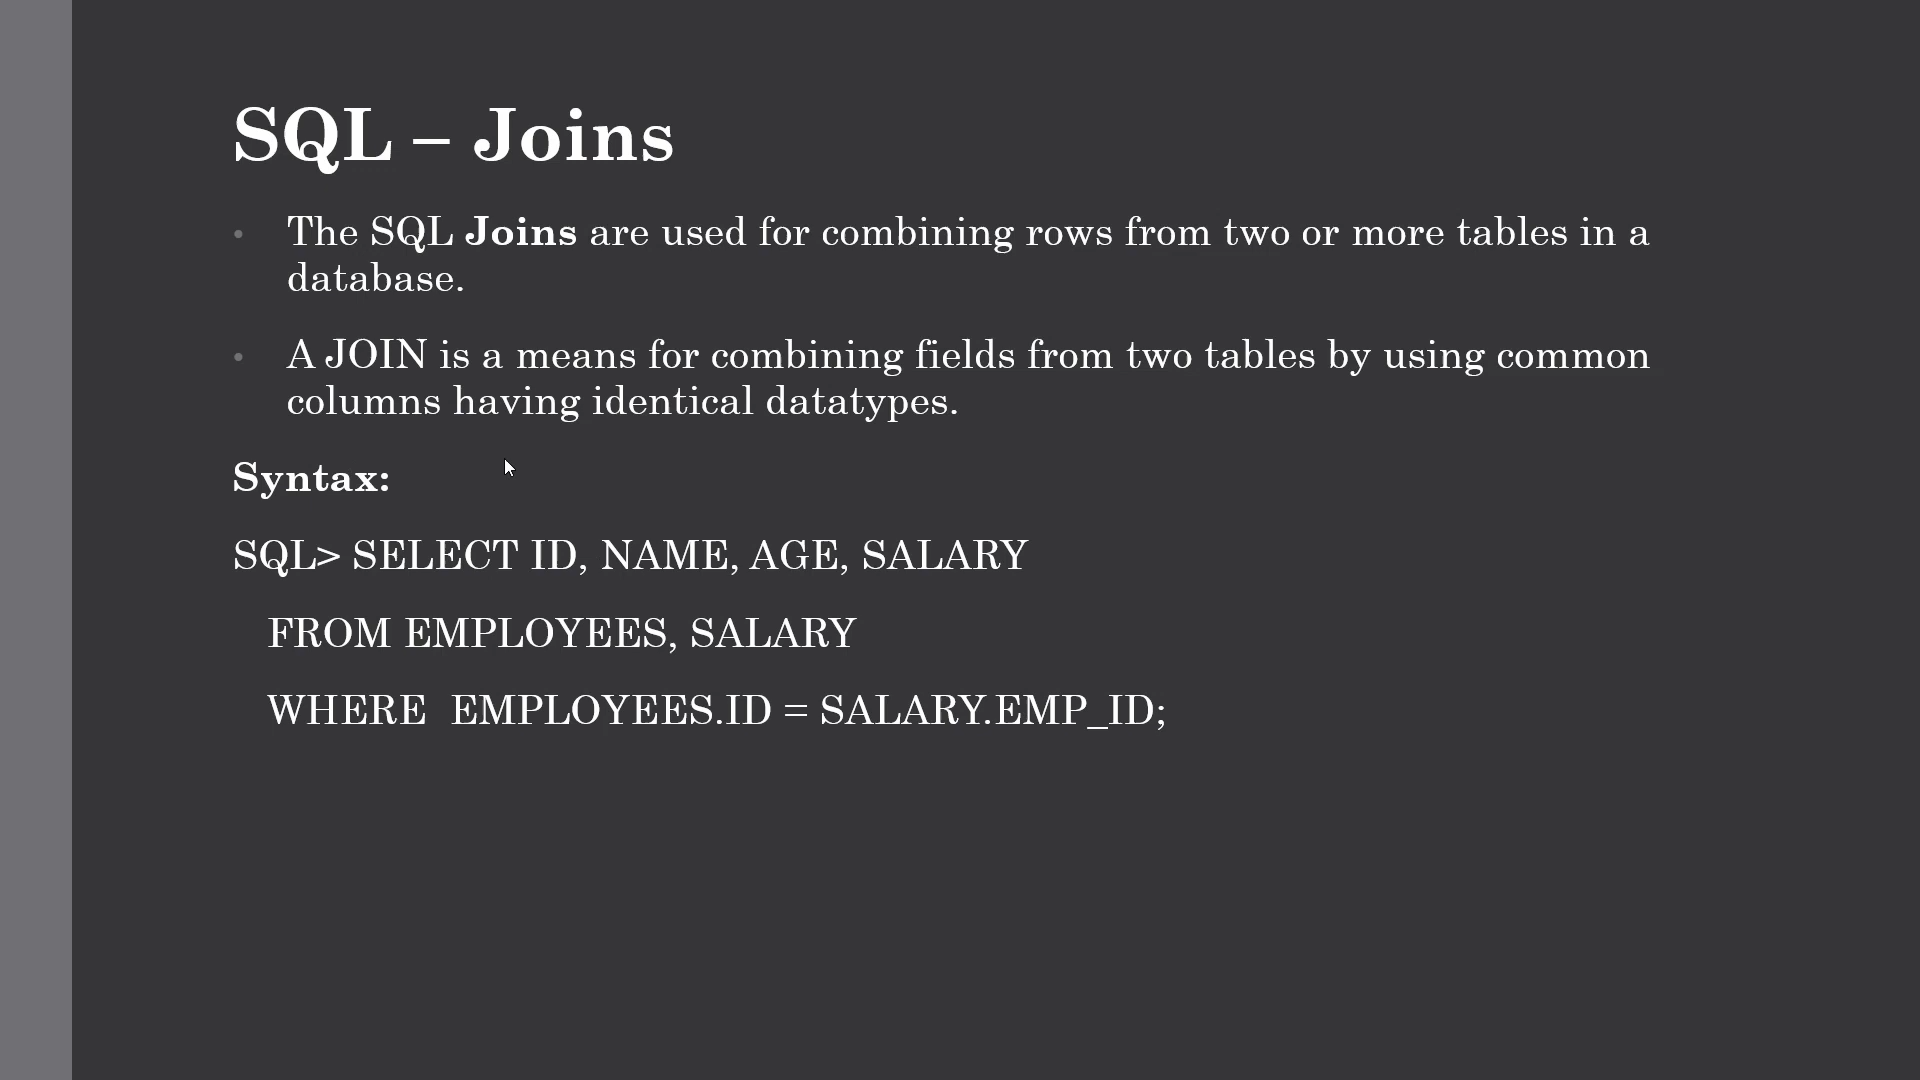 SQL – Joins
• The SQL Joins are used for combining rows from two or more tables in a
database.
• A JOIN is a means for combining fields from two tables by using common
columns having identical datatypes.
Syntax:
SQL> SELECT ID, NAME, AGE, SALARY
FROM EMPLOYEES, SALARY
WHERE  EMPLOYEES.ID = SALARY.EMP_ID;